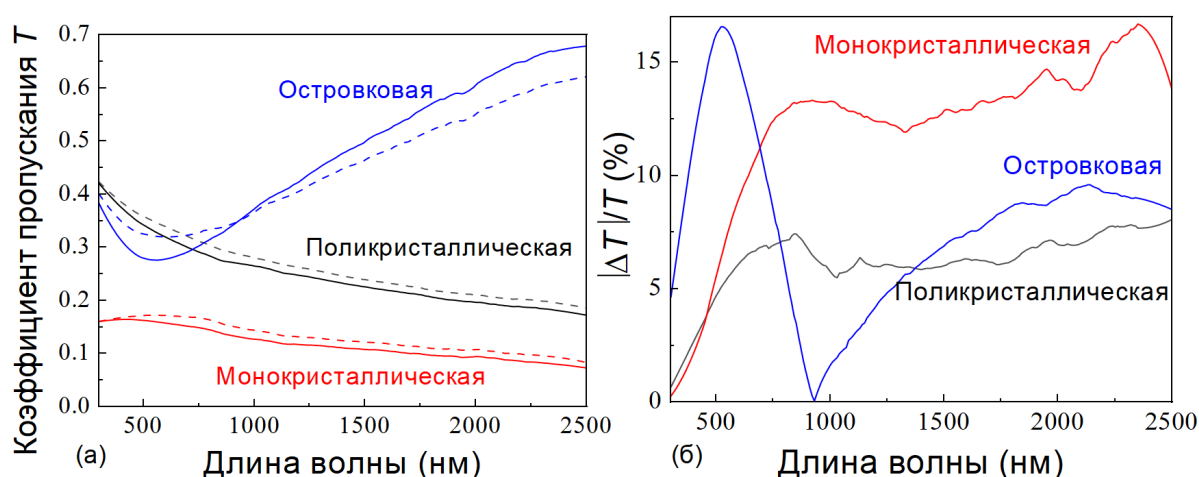 Коэффициент пропускания T
0.7
0.6
0.5
0.4
0.3
0.2
0.1
0.0
Островковая
Поликристаллическая
Монокристаллическая
500
1000
1500
2000
2500
(а)
Длина волны (нм)
|ΔT|/T (%)
15
10
5
0
Монокристаллическая
Островковая
Поликристаллическая
500
1000
1500
2000
2500
(б)
Длина волны (нм)